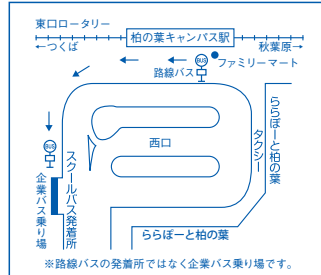 東口ロータリー
←つくば
柏の葉キャンパス駅
秋葉原→
BUS
ファミリーマート
路線バス
BUS
企業バス乗り場
スクールバス発着所
西口
タクシー
ららぽーと柏の葉
ららぽーと柏の葉
※路線バスの発着所ではなく企業バス乗り場です。